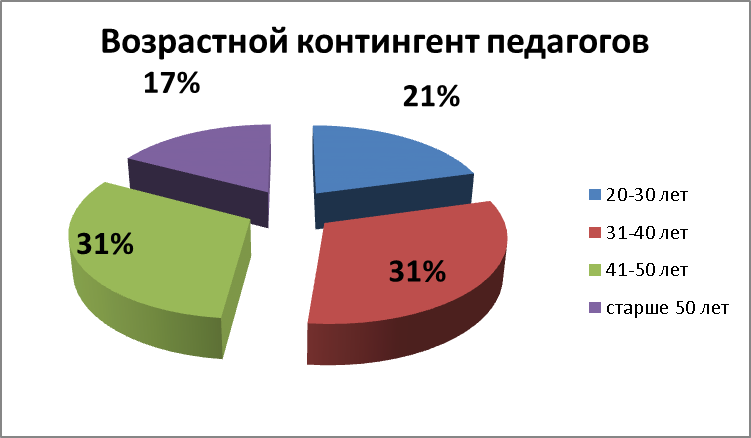 Возрастной контингент педагогов
17%
21%
31%
31%
20-30 лет
31-40 лет
41-50 лет
старше 50 лет